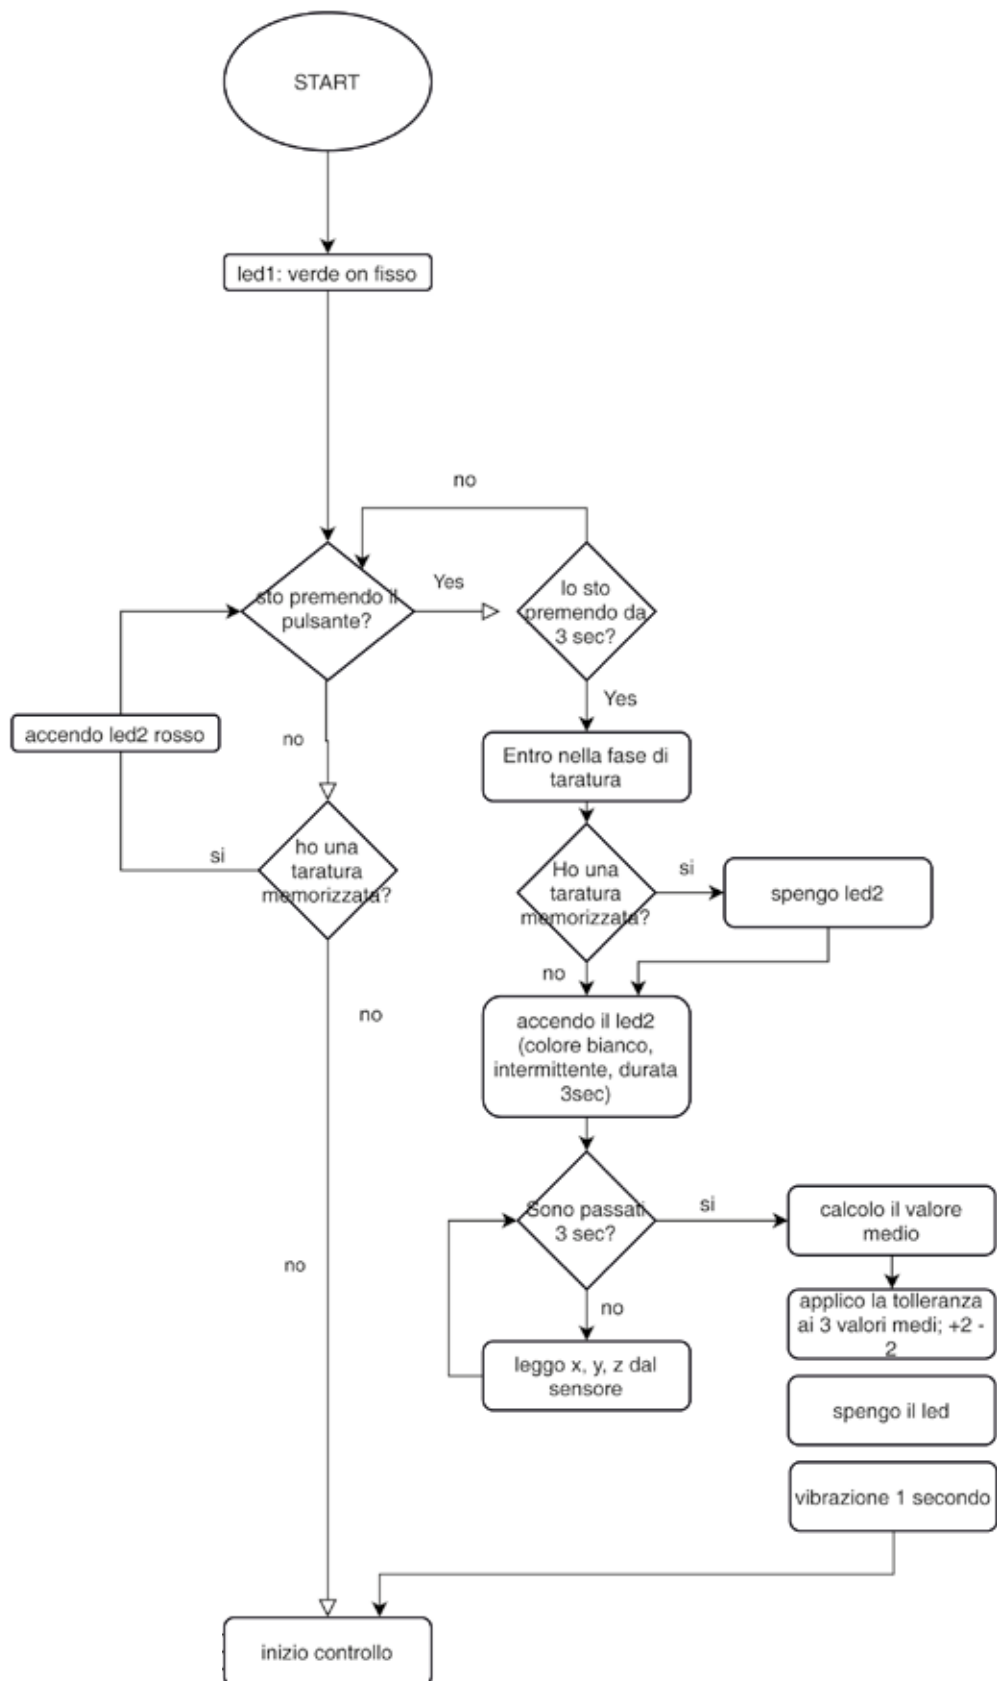 START
led1: verde on fisso
no
sto premendo il
pulsante?
Yes
lo sto
premendo da
3 sec?
Yes
accendo led2 rosso
no
Entro nella fase di
taratura
si
ho una
taratura
memorizzata?
Ho una
taratura
memorizzata?
si
spengo led2
no
no
accendo il led2
(colore bianco,
intermittente, durata
3sec)
Sono passati
3 sec?
si
calcolo il valore
medio
no
no
applico la tolleranza
ai 3 valori medi; +2 -
2
leggo x, y, z dal
sensore
spengo il led
vibrazione 1 secondo
inizio controllo